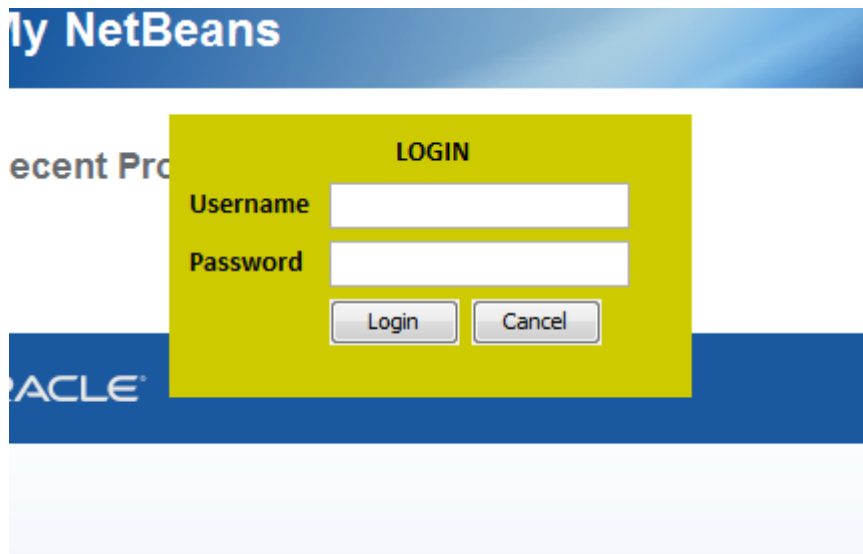 ly NetBeans
LOGIN
ecent Pro
Username
Password
Login Cancel
ACLE